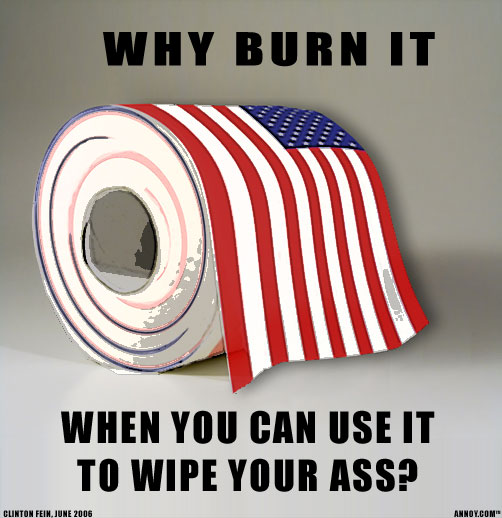 WHY BURN IT
WHEN YOU CAN USE IT
TO WIPE YOUR ASS?
CLINTON FEIN, JUNE 2006
ANNOY.COM™